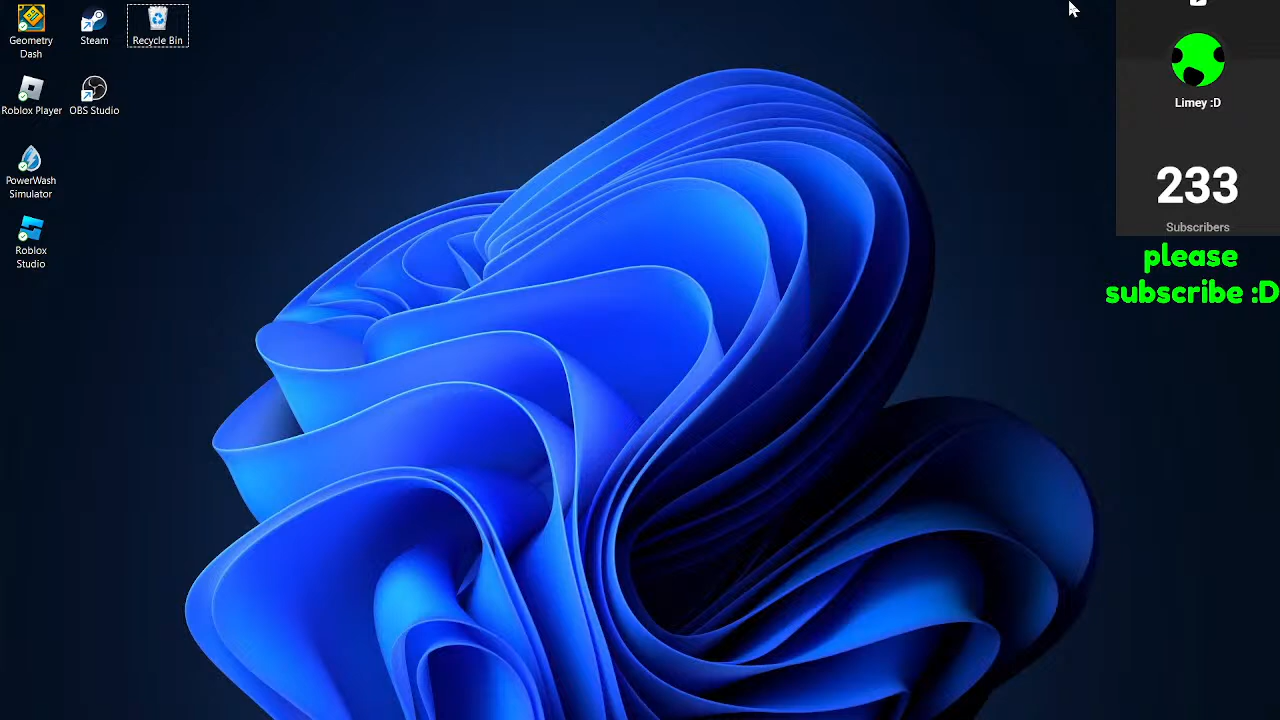 Geometry
Dash
Steam
Recycle Bin
Roblox Player
OBS Studio
PowerWash
Simulator
Roblox
Studio
Limey :D
233
Subscribers
please
subscribe :D